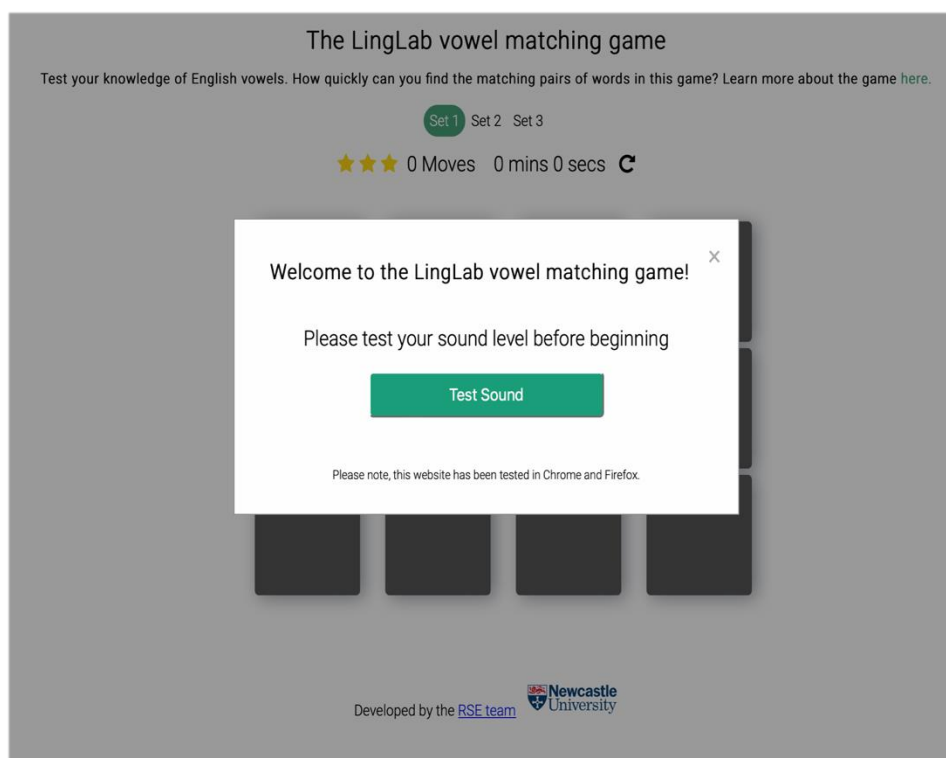 The LingLab vowel matching game
Test your knowledge of English vowels. How quickly can you find the matching pairs of words in this game? Learn more about the game here.
Set 1 Set 2 Set 3
0 Moves 0 mins 0 secs
Welcome to the LingLab vowel matching game!
×
Please test your sound level before beginning
Test Sound
Please note, this website has been tested in Chrome and Firefox.
Developed by the RSE team
Newcastle
University